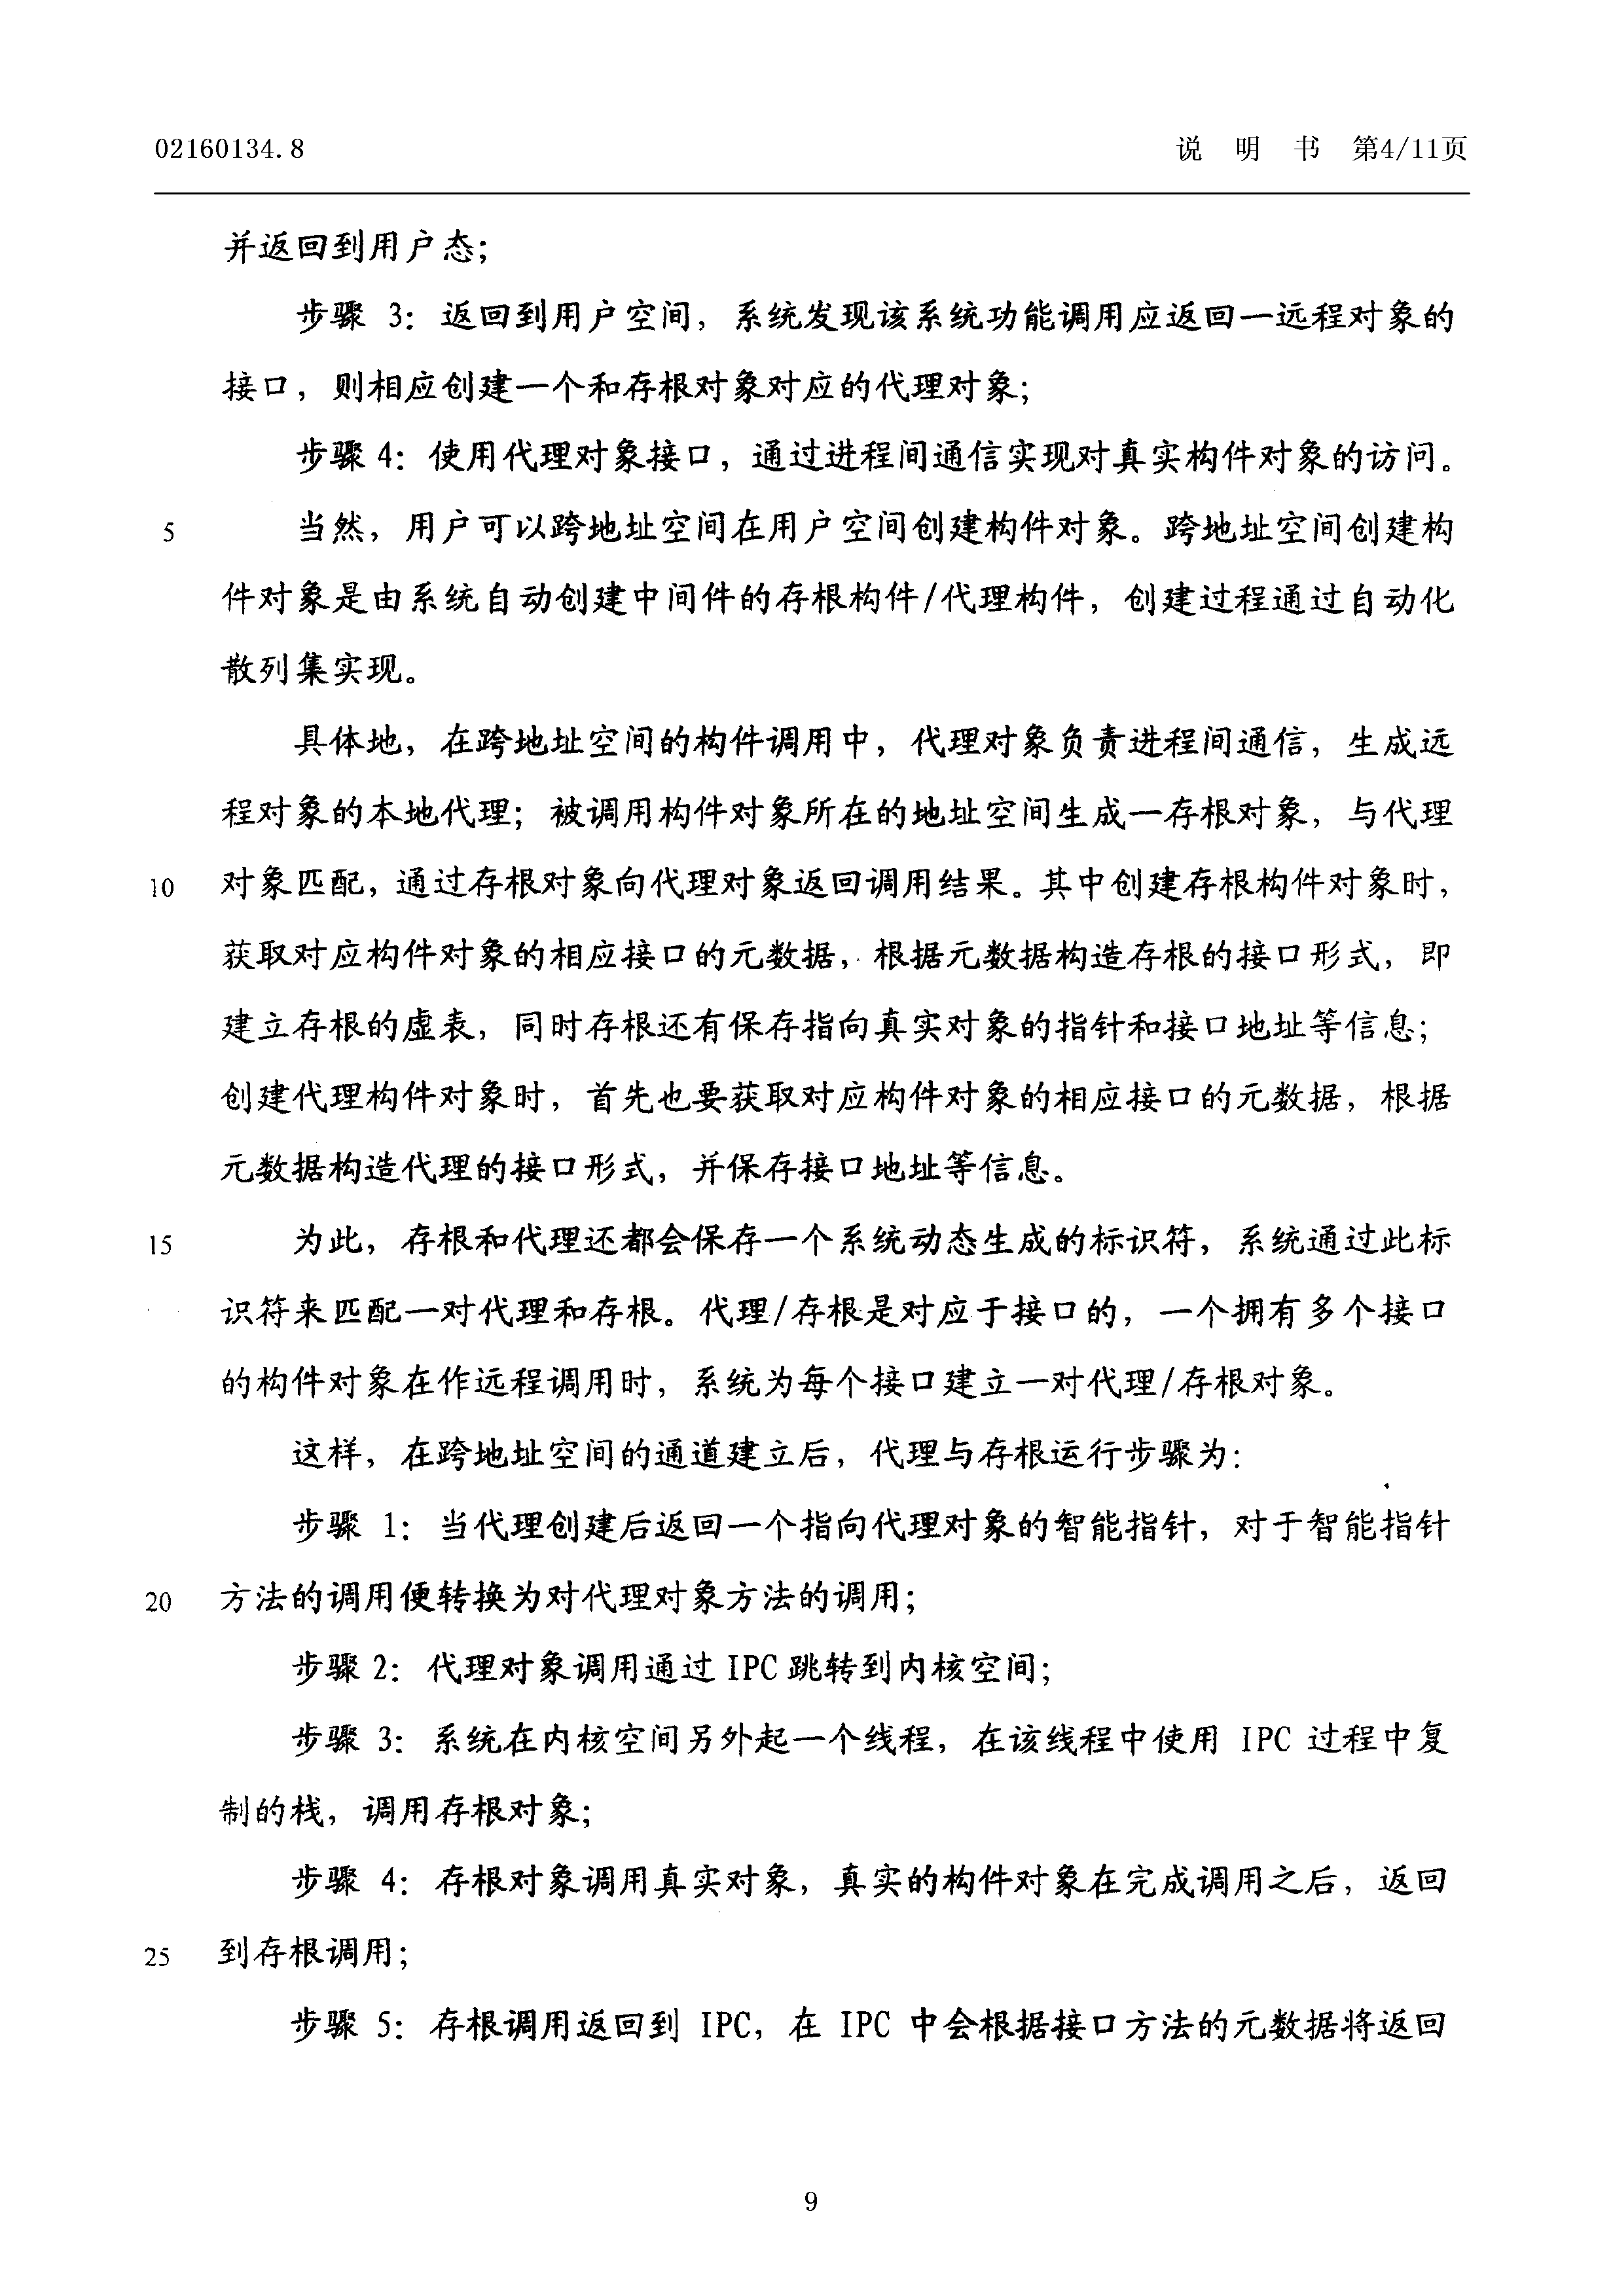 02160134.8 说 明 书 第4/11页
并返回到用户态；
步骤 3：返回到用户空间，系统发现该系统功能调用应返回一远程对象的
接口，则相应创建一个和存根对象对应的代理对象；
步骤 4：使用代理对象接口，通过进程间通信实现对真实构件对象的访问。
5 当然，用户可以跨地址空间在用户空间创建构件对象。跨地址空间创建构
件对象是由系统自动创建中间件的存根构件/代理构件，创建过程通过自动化
散列集实现。
具体地，在跨地址空间的构件调用中，代理对象负责进程间通信，生成远
程对象的本地代理；被调用构件对象所在的地址空间生成一存根对象，与代理
10 对象匹配，通过存根对象向代理对象返回调用结果。其中创建存根构件对象时，
获取对应构件对象的相应接口的元数据，根据元数据构造存根的接口形式，即
建立存根的虚表，同时存根还有保存指向真实对象的指针和接口地址等信息；
创建代理构件对象时，首先也要获取对应构件对象的相应接口的元数据，根据
元数据构造代理的接口形式，并保存接口地址等信息。
15 为此，存根和代理还都会保存一个系统动态生成的标识符，系统通过此标
识符来匹配一对代理和存根。代理/存根是对应于接口的，一个拥有多个接口
的构件对象在作远程调用时，系统为每个接口建立一对代理/存根对象。
这样，在跨地址空间的通道建立后，代理与存根运行步骤为：
步骤 1：当代理创建后返回一个指向代理对象的智能指针，对于智能指针
20 方法的调用便转换为对代理对象方法的调用；
步骤 2：代理对象调用通过 IPC 跳转到内核空间；
步骤 3：系统在内核空间另外起一个线程，在该线程中使用 IPC 过程中复
制的栈，调用存根对象；
步骤 4：存根对象调用真实对象，真实的构件对象在完成调用之后，返回
25 到存根调用；
步骤 5：存根调用返回到 IPC，在 IPC 中会根据接口方法的元数据将返回
9